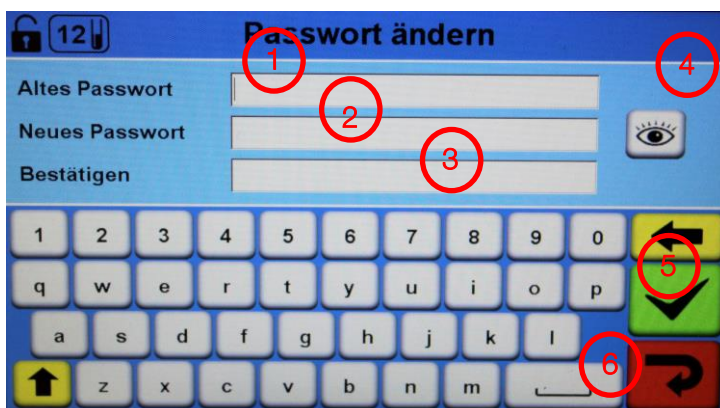 12 Passwort ändern
1
4
Altes Passwort
2
Neues Passwort
3
Bestätigen
1 2 3 4 5 6 7 8 9 0
5
q w e r t y u i o p
a s d f g h j k l
6
z x c v b n m